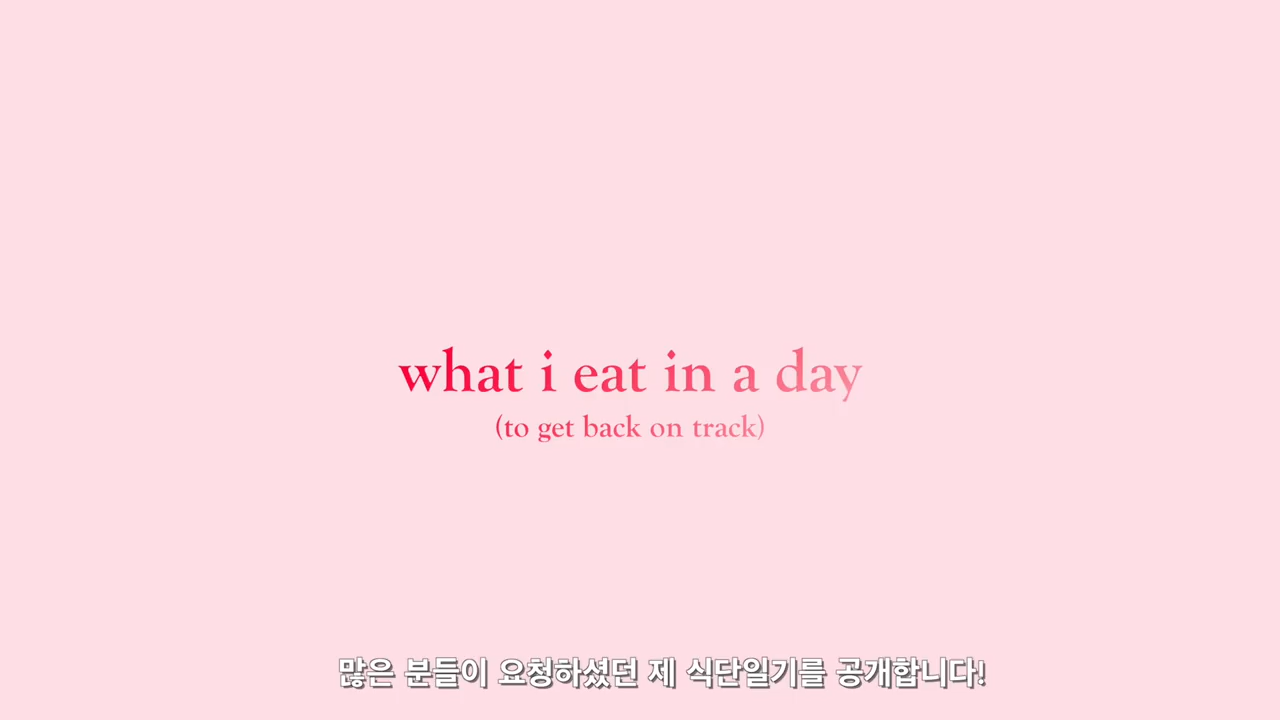 what i eat in a day
(to get back on track)
많은 분들이 요청하셨던 제 식단일기를 공개합니다!